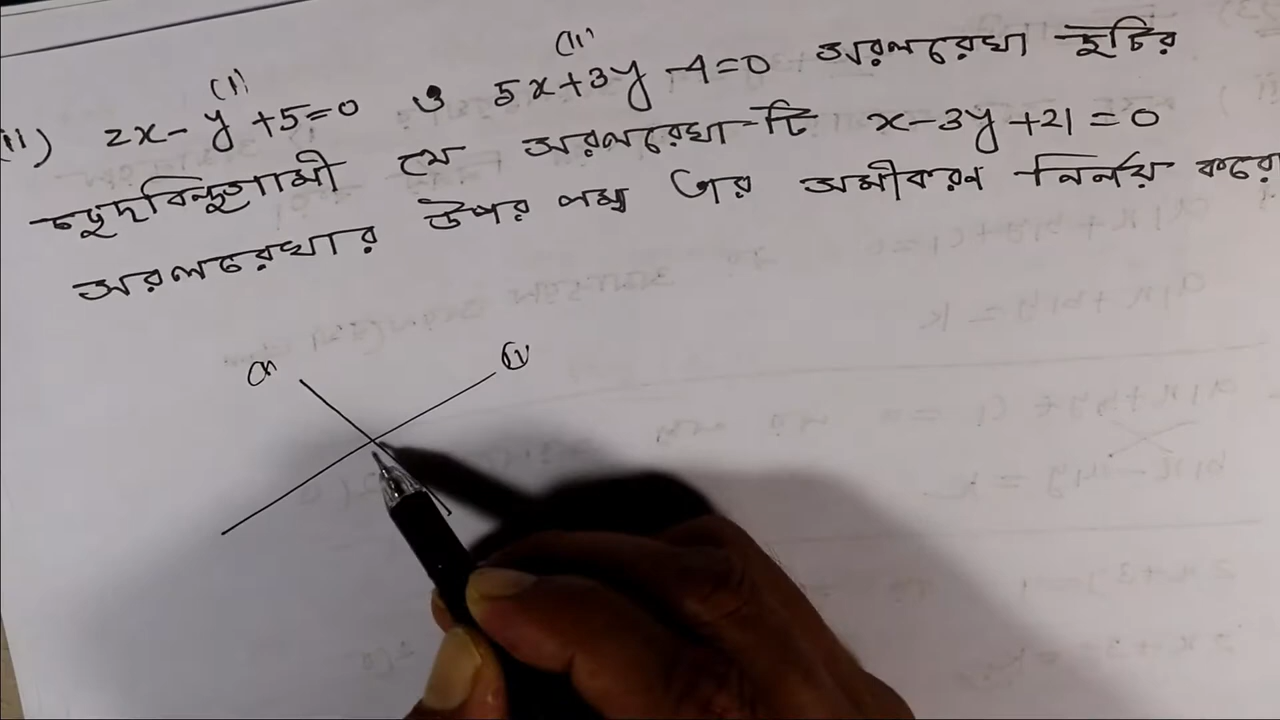 (i) (ii)
(ii) 2x - y + 5 = 0 ও 5x + 3y - 4 = 0 সরলরেখা দুটির
ছেদবিন্দুগামী যে সরলরেখা-টি x - 3y + 21 = 0
সরলরেখার উপর লম্ব তার সমীকরণ নির্ণয় করো
(i) (ii)